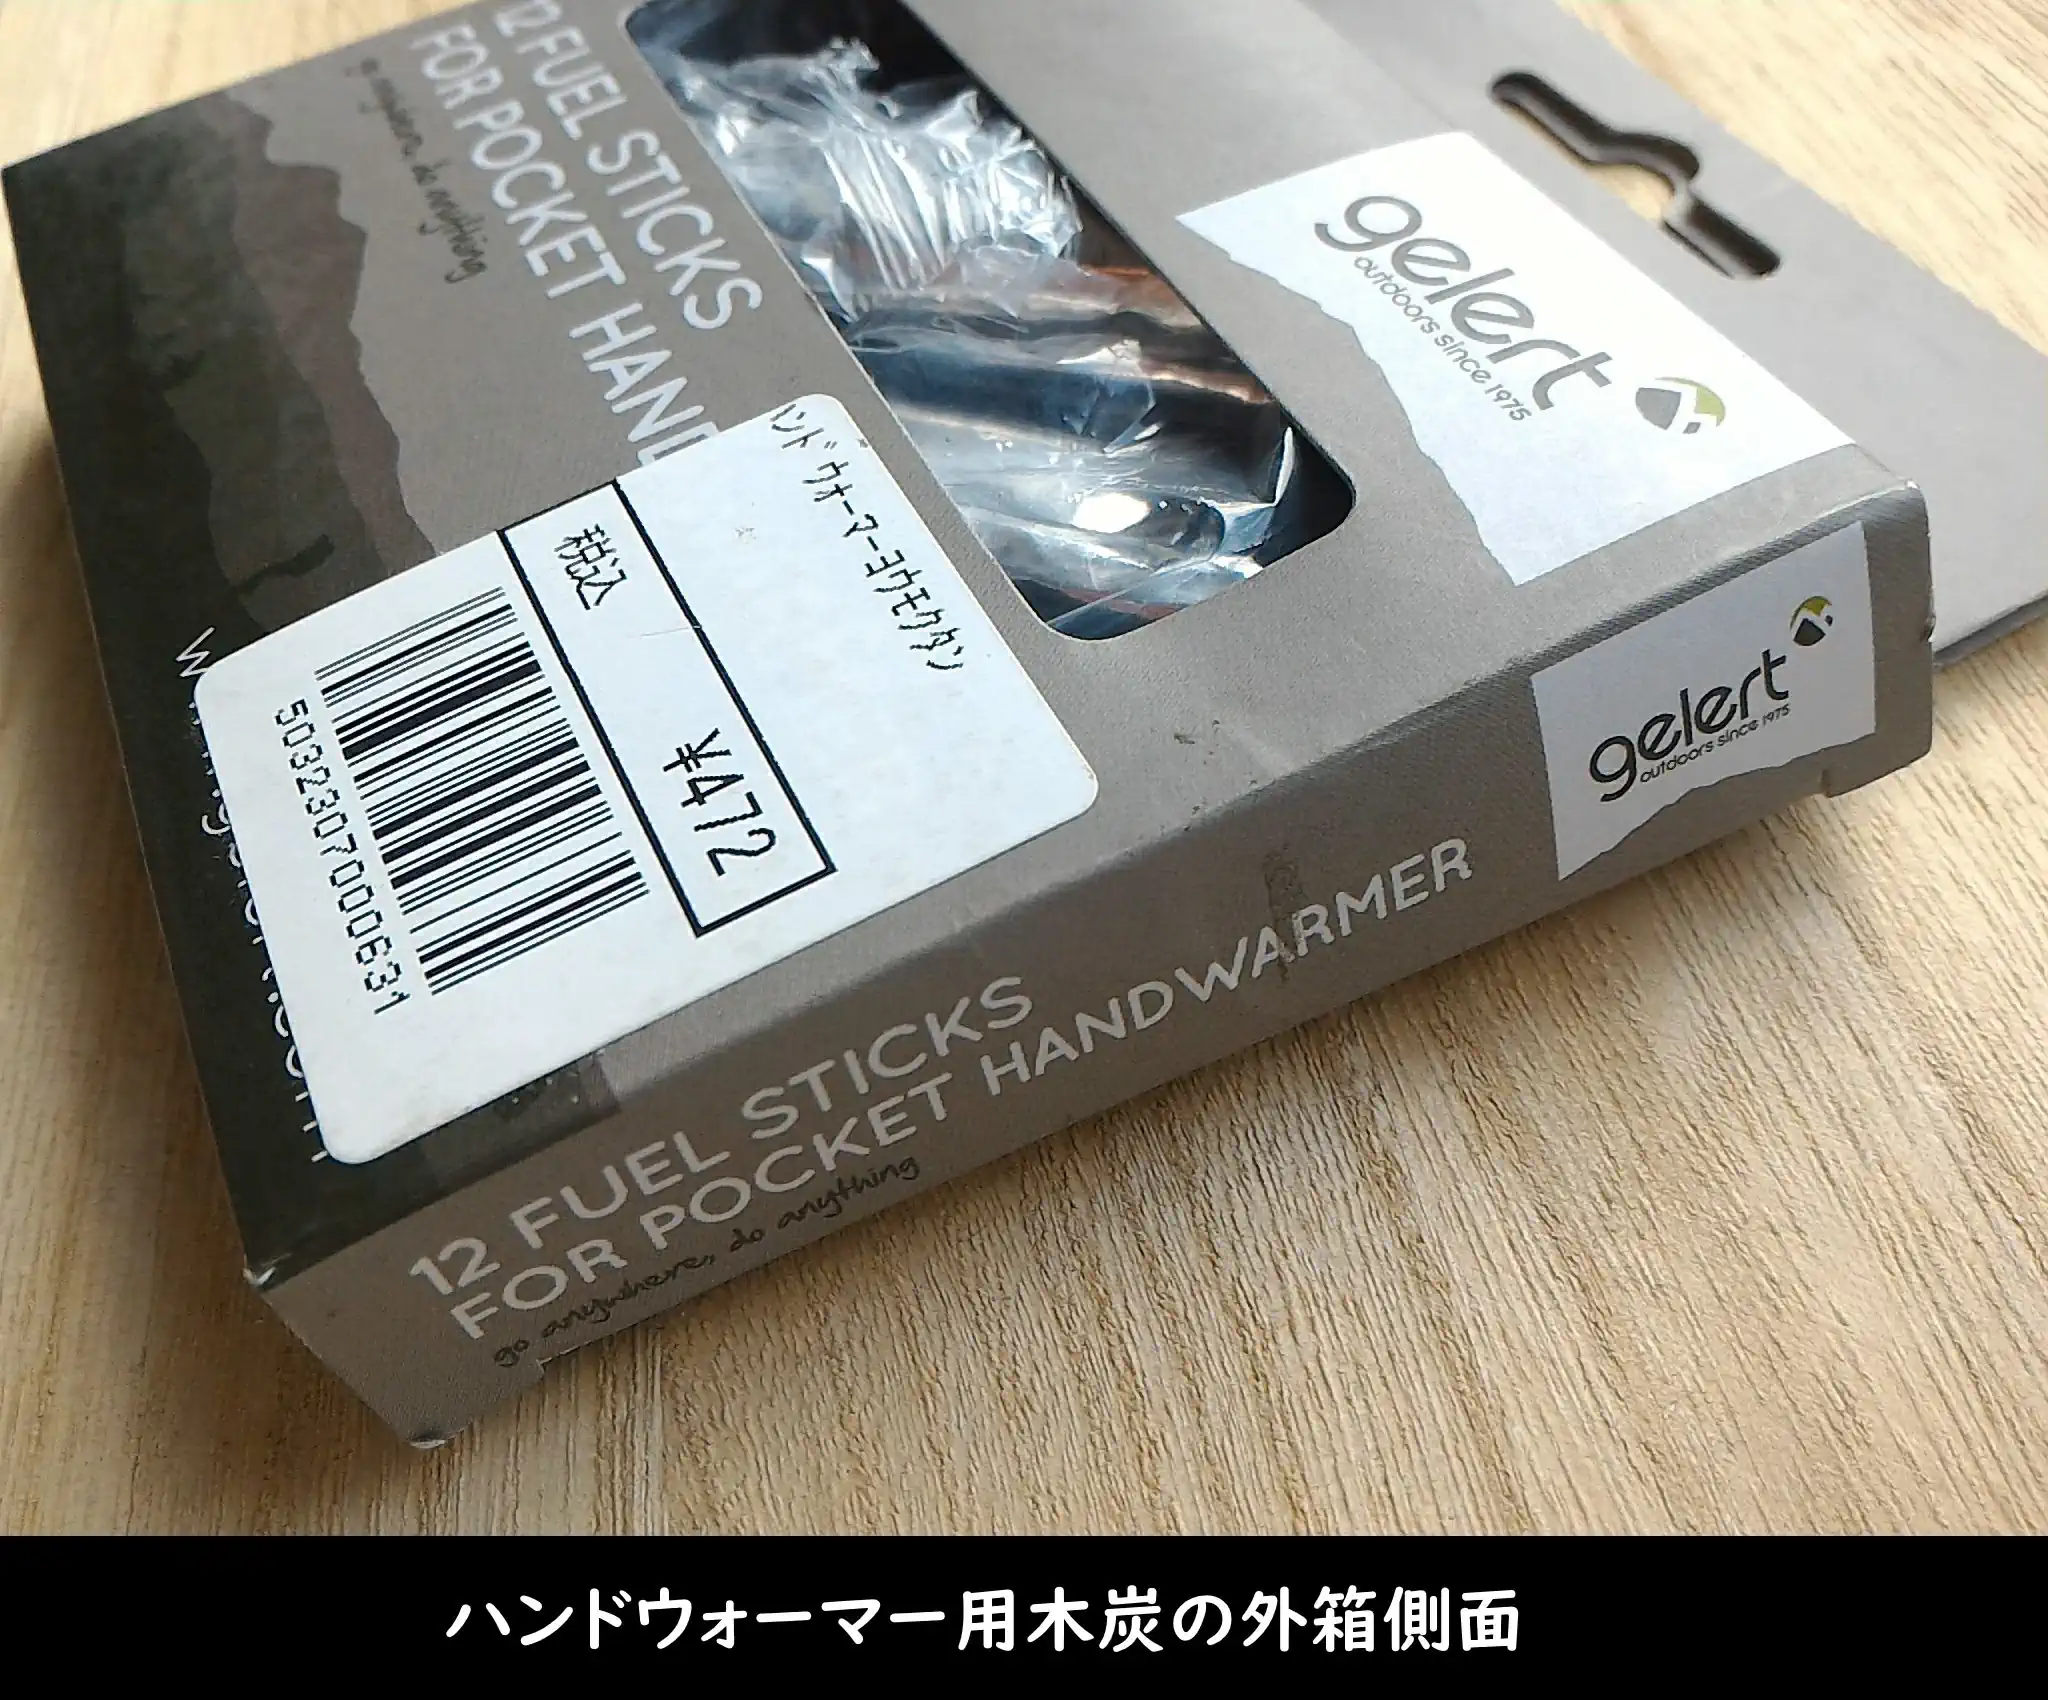 12 FUEL STICKS
FOR POCKET HAND
go anywhere, do anything
gelert
outdoors since 1975
ハンドウォーマーヨウモクタン
税込
¥472
5032307000631
gelert
outdoors since 1975
12 FUEL STICKS
FOR POCKET HANDWARMER
go anywhere, do anything
ハンドウォーマー用木炭の外箱側面